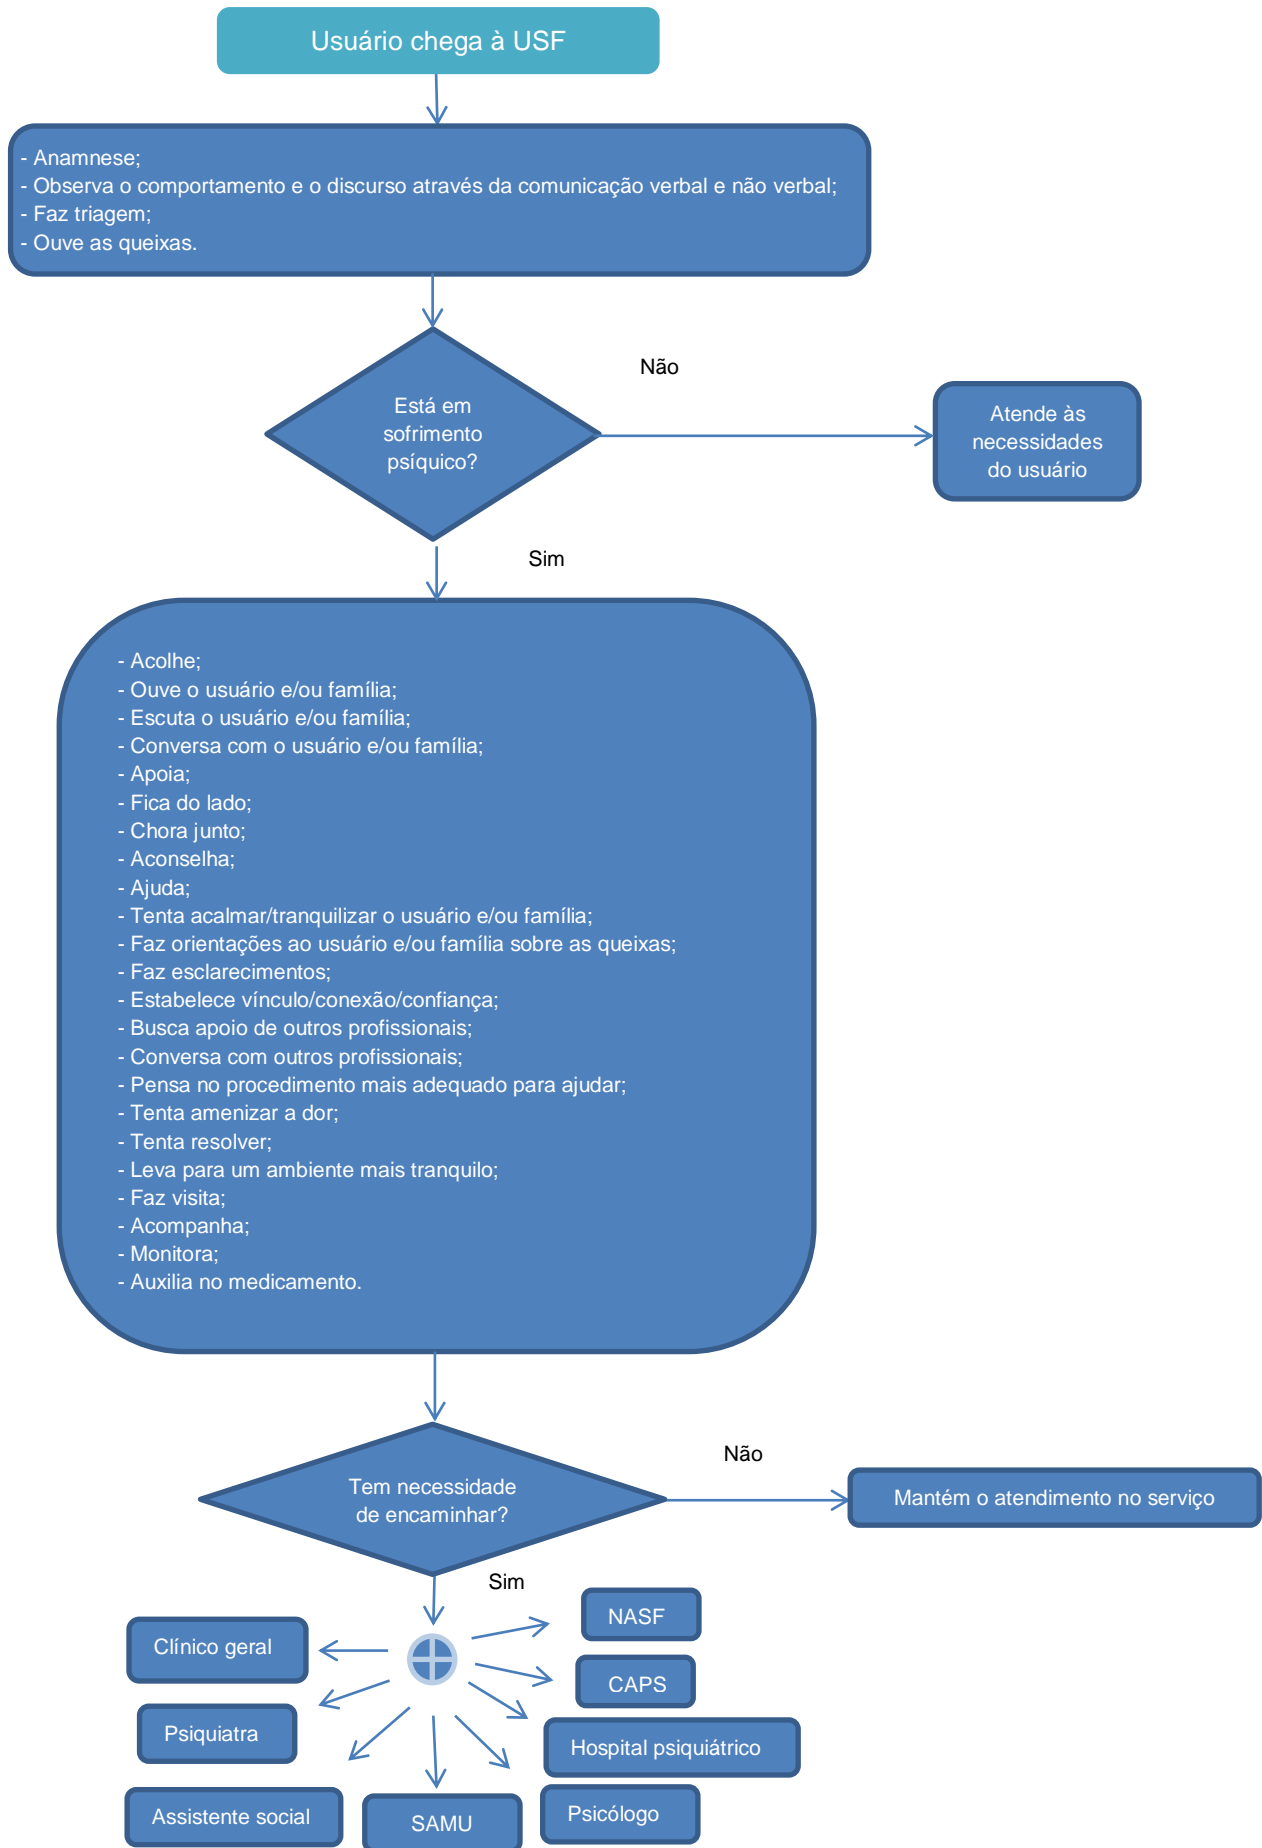 Usuário chega à USF
- Anamnese;
- Observa o comportamento e o discurso através da comunicação verbal e não verbal;
- Faz triagem;
- Ouve as queixas.
Não
Está em
sofrimento
psíquico?
Atende às
necessidades
do usuário
Sim
- Acolhe;
- Ouve o usuário e/ou família;
- Escuta o usuário e/ou família;
- Conversa com o usuário e/ou família;
- Apoia;
- Fica do lado;
- Chora junto;
- Aconselha;
- Ajuda;
- Tenta acalmar/tranquilizar o usuário e/ou família;
- Faz orientações ao usuário e/ou família sobre as queixas;
- Faz esclarecimentos;
- Estabelece vínculo/conexão/confiança;
- Busca apoio de outros profissionais;
- Conversa com outros profissionais;
- Pensa no procedimento mais adequado para ajudar;
- Tenta amenizar a dor;
- Tenta resolver;
- Leva para um ambiente mais tranquilo;
- Faz visita;
- Acompanha;
- Monitora;
- Auxilia no medicamento.
Não
Tem necessidade
de encaminhar?
Mantém o atendimento no serviço
Sim
NASF
Clínico geral
CAPS
Psiquiatra
Hospital psiquiátrico
Assistente social
SAMU
Psicólogo